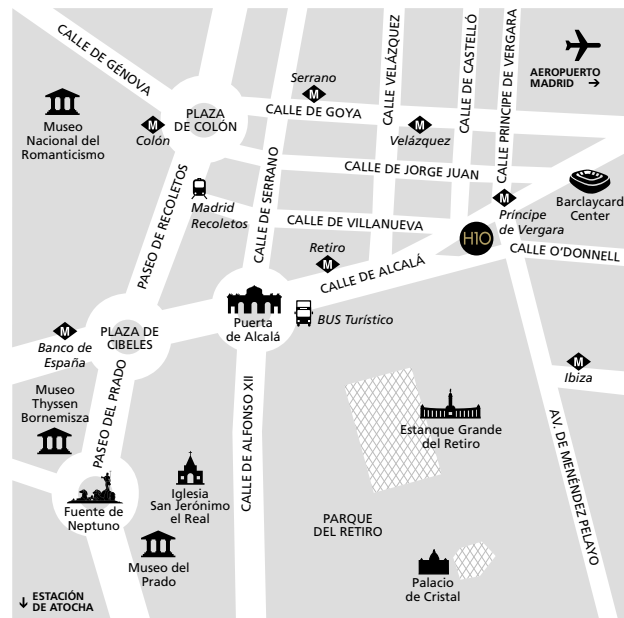 CALLE DE GÉNOVA
Serrano
M
CALLE VELÁZQUEZ
CALLE DE CASTELLÓ
CALLE PRINCIPE DE VERGARA
AEROPUERTO
MADRID →
Museo
Nacional del
Romanticismo
M
Colón
PLAZA
DE COLÓN
CALLE DE GOYA
M
Velázquez
CALLE DE JORGE JUAN
PASEO DE RECOLETOS
Madrid
Recoletos
CALLE DE SERRANO
CALLE DE VILLANUEVA
M
Príncipe
de Vergara
Barclaycard
Center
H10
Retiro
M
CALLE DE ALCALÁ
CALLE O’DONNELL
Puerta
de Alcalá
BUS Turístico
M
Banco de
España
PLAZA DE
CIBELES
M
Ibiza
Museo
Thyssen
Bornemisza
PASEO DEL PRADO
CALLE DE ALFONSO XII
Estanque Grande
del Retiro
AV. DE MENÉNDEZ PELAYO
Fuente de
Neptuno
Iglesia
San Jerónimo
el Real
PARQUE
DEL RETIRO
Museo del
Prado
Palacio
de Cristal
↓ ESTACIÓN
DE ATOCHA